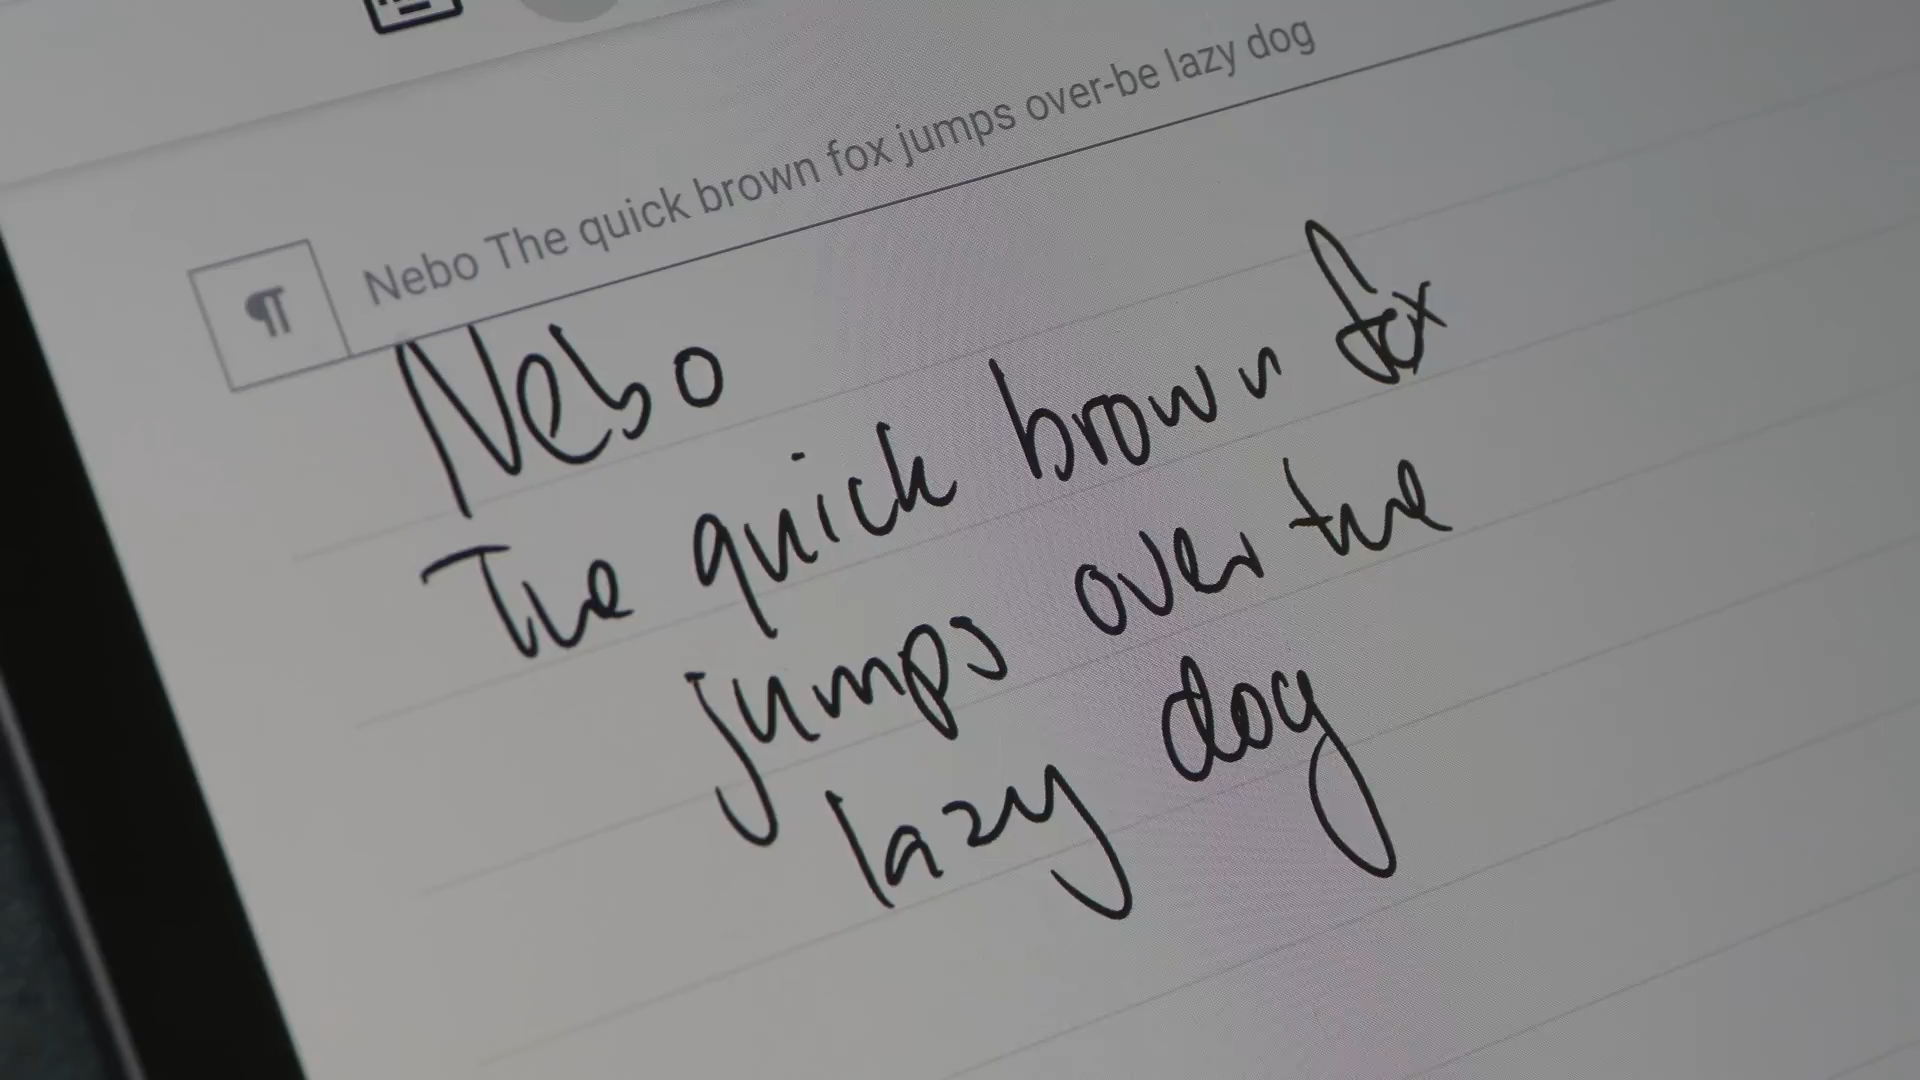 Nebo The quick brown fox jumps over-be lazy dog
Nebo
The quick brown fox
jumps over the
lazy dog